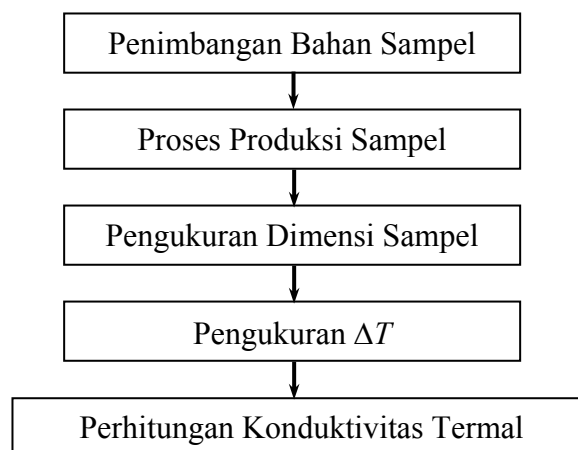 Penimbangan Bahan Sampel
Proses Produksi Sampel
Pengukuran Dimensi Sampel
Pengukuran ΔT
Perhitungan Konduktivitas Termal